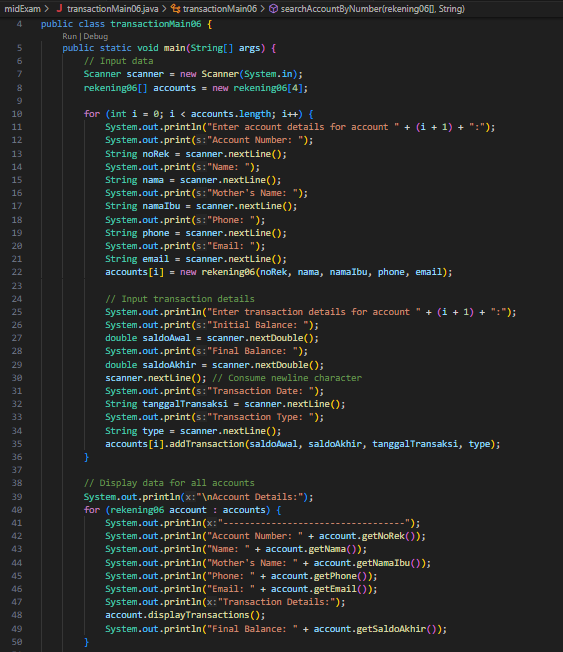 midExam > J transactionMain06.java > transactionMain06 > searchAccountByNumber(rekening06[], String)
4 public class transactionMain06 {
Run | Debug
5 public static void main(String[] args) {
6 // Input data
7 Scanner scanner = new Scanner(System.in);
8 rekening06[] accounts = new rekening06[4];
9
10 for (int i = 0; i < accounts.length; i++) {
11 System.out.println("Enter account details for account " + (i + 1) + ":");
12 System.out.print(s:"Account Number: ");
13 String noRek = scanner.nextLine();
14 System.out.print(s:"Name: ");
15 String nama = scanner.nextLine();
16 System.out.print(s:"Mother's Name: ");
17 String namaIbu = scanner.nextLine();
18 System.out.print(s:"Phone: ");
19 String phone = scanner.nextLine();
20 System.out.print(s:"Email: ");
21 String email = scanner.nextLine();
22 accounts[i] = new rekening06(noRek, nama, namaIbu, phone, email);
23
24 // Input transaction details
25 System.out.println("Enter transaction details for account " + (i + 1) + ":");
26 System.out.print(s:"Initial Balance: ");
27 double saldoAwal = scanner.nextDouble();
28 System.out.print(s:"Final Balance: ");
29 double saldoAkhir = scanner.nextDouble();
30 scanner.nextLine(); // Consume newline character
31 System.out.print(s:"Transaction Date: ");
32 String tanggalTransaksi = scanner.nextLine();
33 System.out.print(s:"Transaction Type: ");
34 String type = scanner.nextLine();
35 accounts[i].addTransaction(saldoAwal, saldoAkhir, tanggalTransaksi, type);
36 }
37
38 // Display data for all accounts
39 System.out.println(x:"\nAccount Details:");
40 for (rekening06 account : accounts) {
41 System.out.println(x:"-----------------------------------");
42 System.out.println("Account Number: " + account.getNoRek());
43 System.out.println("Name: " + account.getNama());
44 System.out.println("Mother's Name: " + account.getNamaIbu());
45 System.out.println("Phone: " + account.getPhone());
46 System.out.println("Email: " + account.getEmail());
47 System.out.println(x:"Transaction Details:");
48 account.displayTransactions();
49 System.out.println("Final Balance: " + account.getSaldoAkhir());
50 }